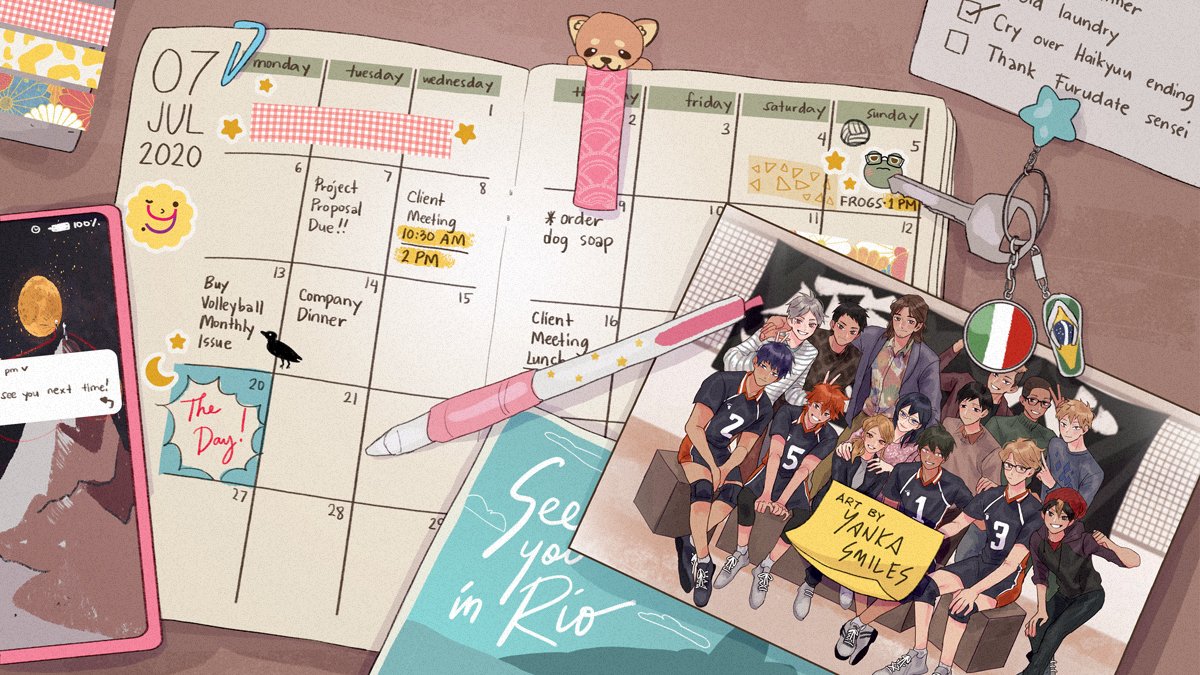 07
JUL
2020
monday
tuesday
wednesday
friday
saturday
sunday
1
2
3
4
5
FROGS・1 PM
6
7
Project
Proposal
Due!!
8
Client
Meeting
10:30 AM
2 PM
9
* order
dog soap
11
12
13
Buy
Volleyball
Monthly
Issue
14
Company
Dinner
15
16
Client
Meeting
Lunch
20
The
Day!
21
27
28
29
laundry
Cry over Haikyuu ending
Thank Furudate sensei
100%
pm
see you next time!
See
you
in Rio
2
5
1
3
ART BY
YANKA
SMILES